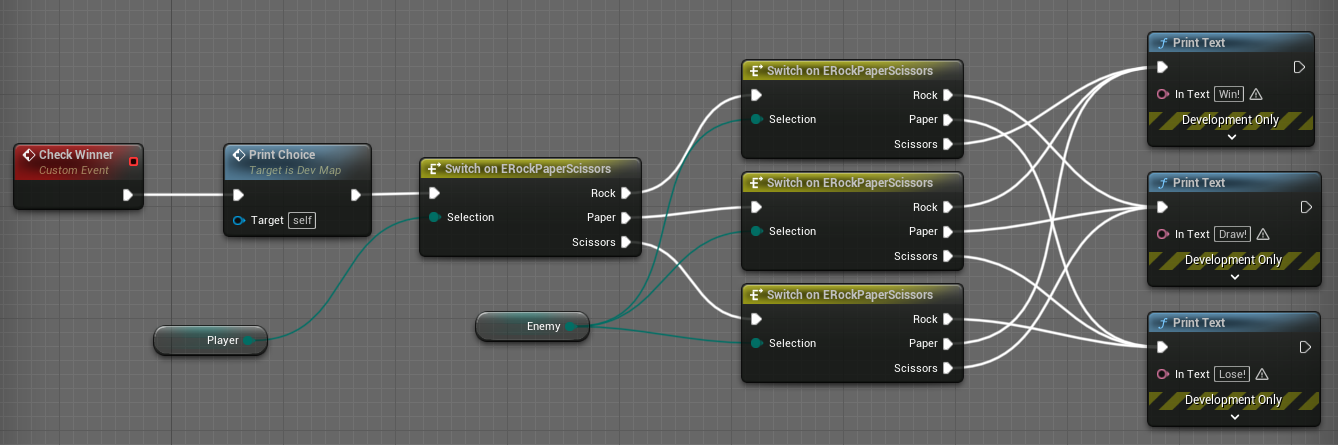 Check Winner
Custom Event
Print Choice
Target is Dev Map
Target self
Switch on ERockPaperScissors
Rock
Selection Paper
Scissors
Player
Enemy
Switch on ERockPaperScissors
Rock
Selection Paper
Scissors
Switch on ERockPaperScissors
Rock
Selection Paper
Scissors
Switch on ERockPaperScissors
Rock
Selection Paper
Scissors
Print Text
In Text Win!
Development Only
Print Text
In Text Draw!
Development Only
Print Text
In Text Lose!
Development Only